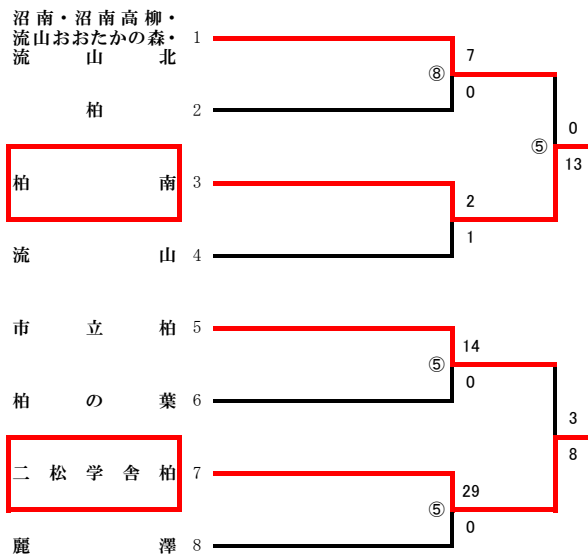 沼南・沼南高柳・
流山おおたかの森・
流山北 1
7
⑧
0
柏 2
0
⑤
13
柏南 3
2
1
流山 4
市立柏 5
14
⑤
0
柏の葉 6
3
8
二松学舎柏 7
29
⑤
0
麗澤 8